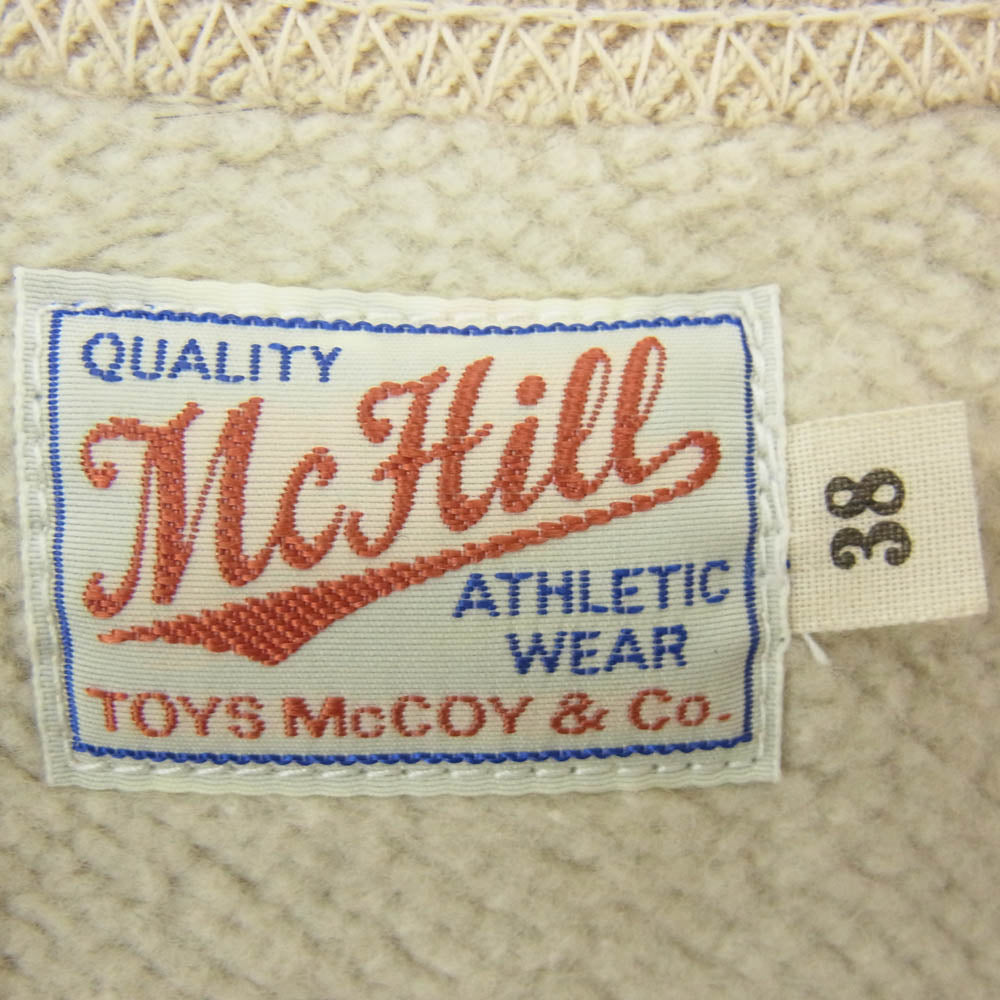 QUALITY
McHill
ATHLETIC
WEAR
TOYS McCOY & Co.
38